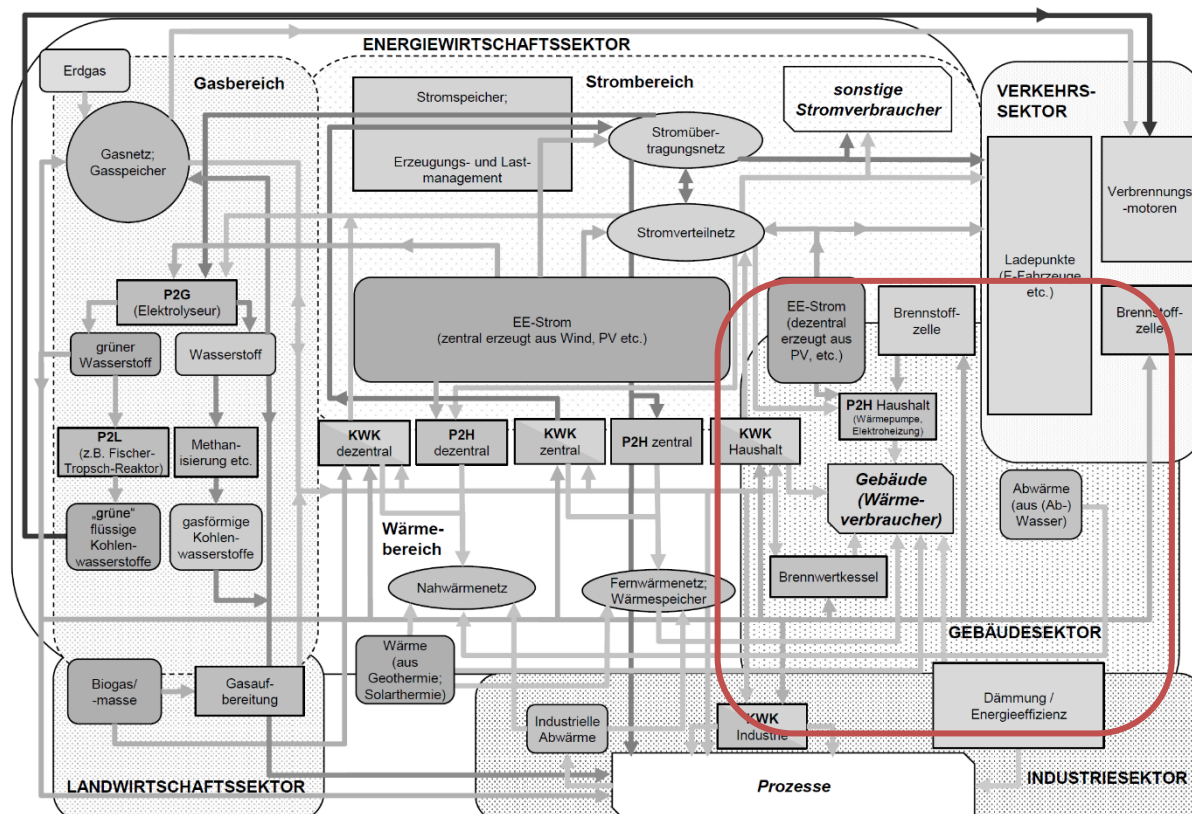 ENERGIEWIRTSCHAFTSSEKTOR
Erdgas
Gasbereich
Strombereich
Stromspeicher;
Erzeugungs- und Last-
management
sonstige
Stromverbraucher
VERKEHRS-
SEKTOR
Gasnetz;
Gasspeicher
Stromüber-
tragungsnetz
Verbrennungs
-motoren
Stromverteilnetz
Ladepunkte
(E-Fahrzeuge
etc.)
P2G
(Elektrolyseur)
EE-Strom
(zentral erzeugt aus Wind, PV etc.)
EE-Strom
(dezentral
erzeugt aus
PV, etc.)
Brennstoff-
zelle
Brennstoff-
zelle
grüner
Wasserstoff
Wasserstoff
P2H Haushalt
(Wärmepumpe,
Elektroheizung)
P2L
(z.B. Fischer-
Tropsch-Reaktor)
Methan-
isierung etc.
KWK
dezentral
P2H
dezentral
KWK
zentral
P2H zentral
KWK
Haushalt
Gebäude
(Wärme-
verbraucher)
Abwärme
(aus (Ab-)
Wasser)
„grüne“
flüssige
Kohlen-
wasserstoffe
gasförmige
Kohlen-
wasserstoffe
Wärme-
bereich
Nahwärmenetz
Fernwärmenetz;
Wärmespeicher
Brennwertkessel
GEBÄUDESEKTOR
Wärme
(aus
Geothermie;
Solarthermie)
Biogas/
-masse
Gasauf-
bereitung
Industrielle
Abwärme
KWK
Industrie
Dämmung /
Energieeffizienz
LANDWIRTSCHAFTSSEKTOR
Prozesse
INDUSTRIESEKTOR